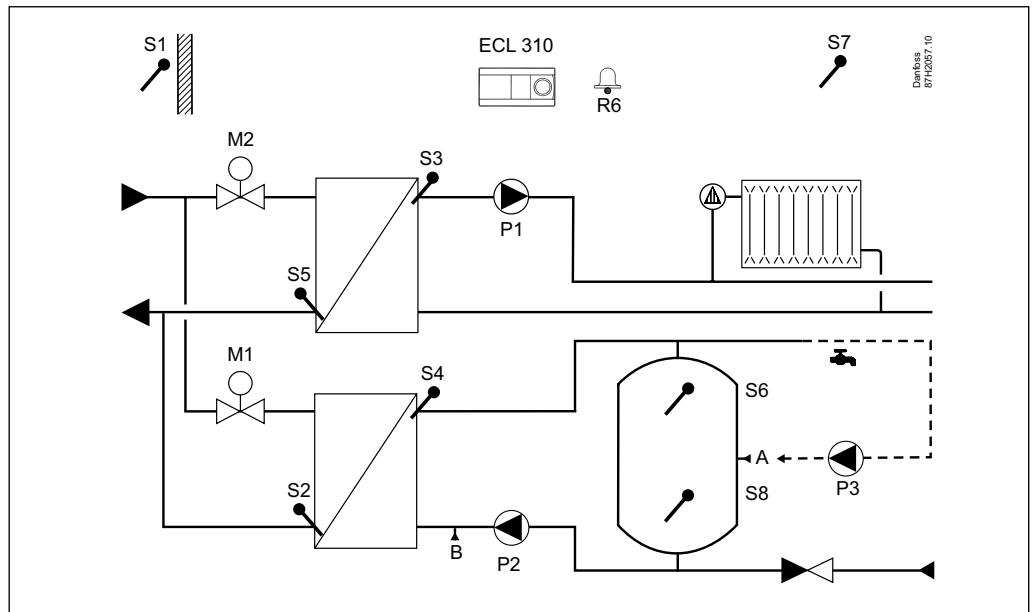 S1
ECL 310
S7
Danfoss
87H2057.10
R6
M2
S3
P1
S5
M1
S4
S6
A
P3
S8
S2
B
P2